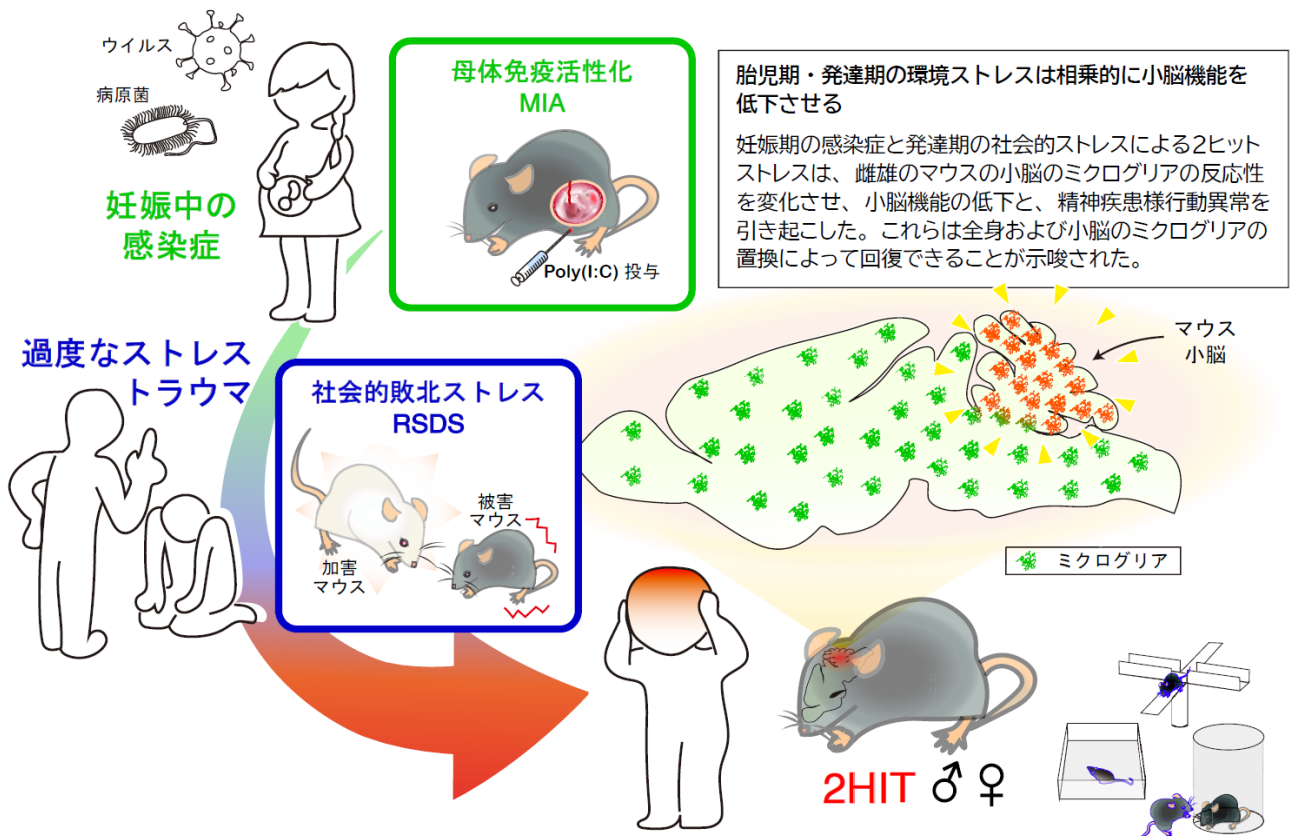 ウイルス
病原菌
妊娠中の
感染症
母体免疫活性化
MIA
Poly(I:C) 投与
胎児期・発達期の環境ストレスは相乗的に小脳機能を
低下させる
妊娠期の感染症と発達期の社会的ストレスによる2ヒット
ストレスは、雌雄のマウスの小脳のミクログリアの反応性
を変化させ、小脳機能の低下と、精神疾患様行動異常を
引き起こした。これらは全身および小脳のミクログリアの
置換によって回復できることが示唆された。
過度なストレス
トラウマ
社会的敗北ストレス
RSDS
被害
マウス
加害
マウス
マウス
小脳
ミクログリア
2HIT ♂♀